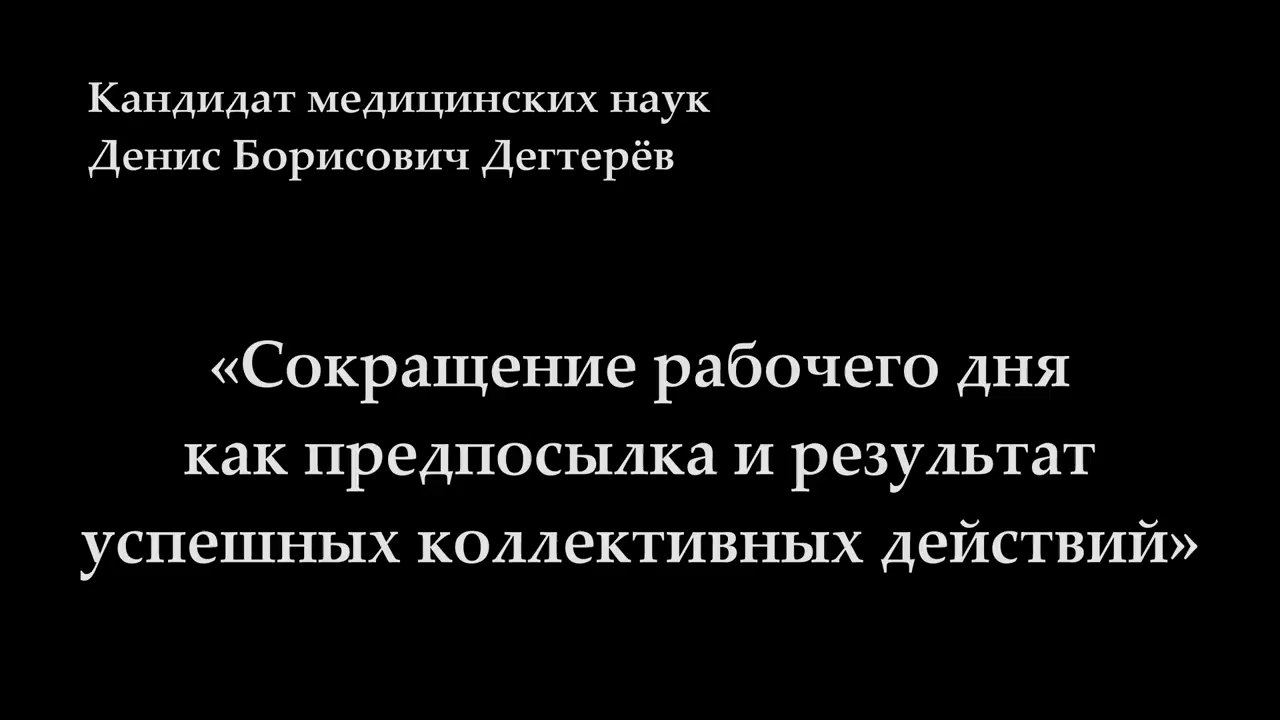 Кандидат медицинских наук
Денис Борисович Дегтерёв
«Сокращение рабочего дня
как предпосылка и результат
успешных коллективных действий»